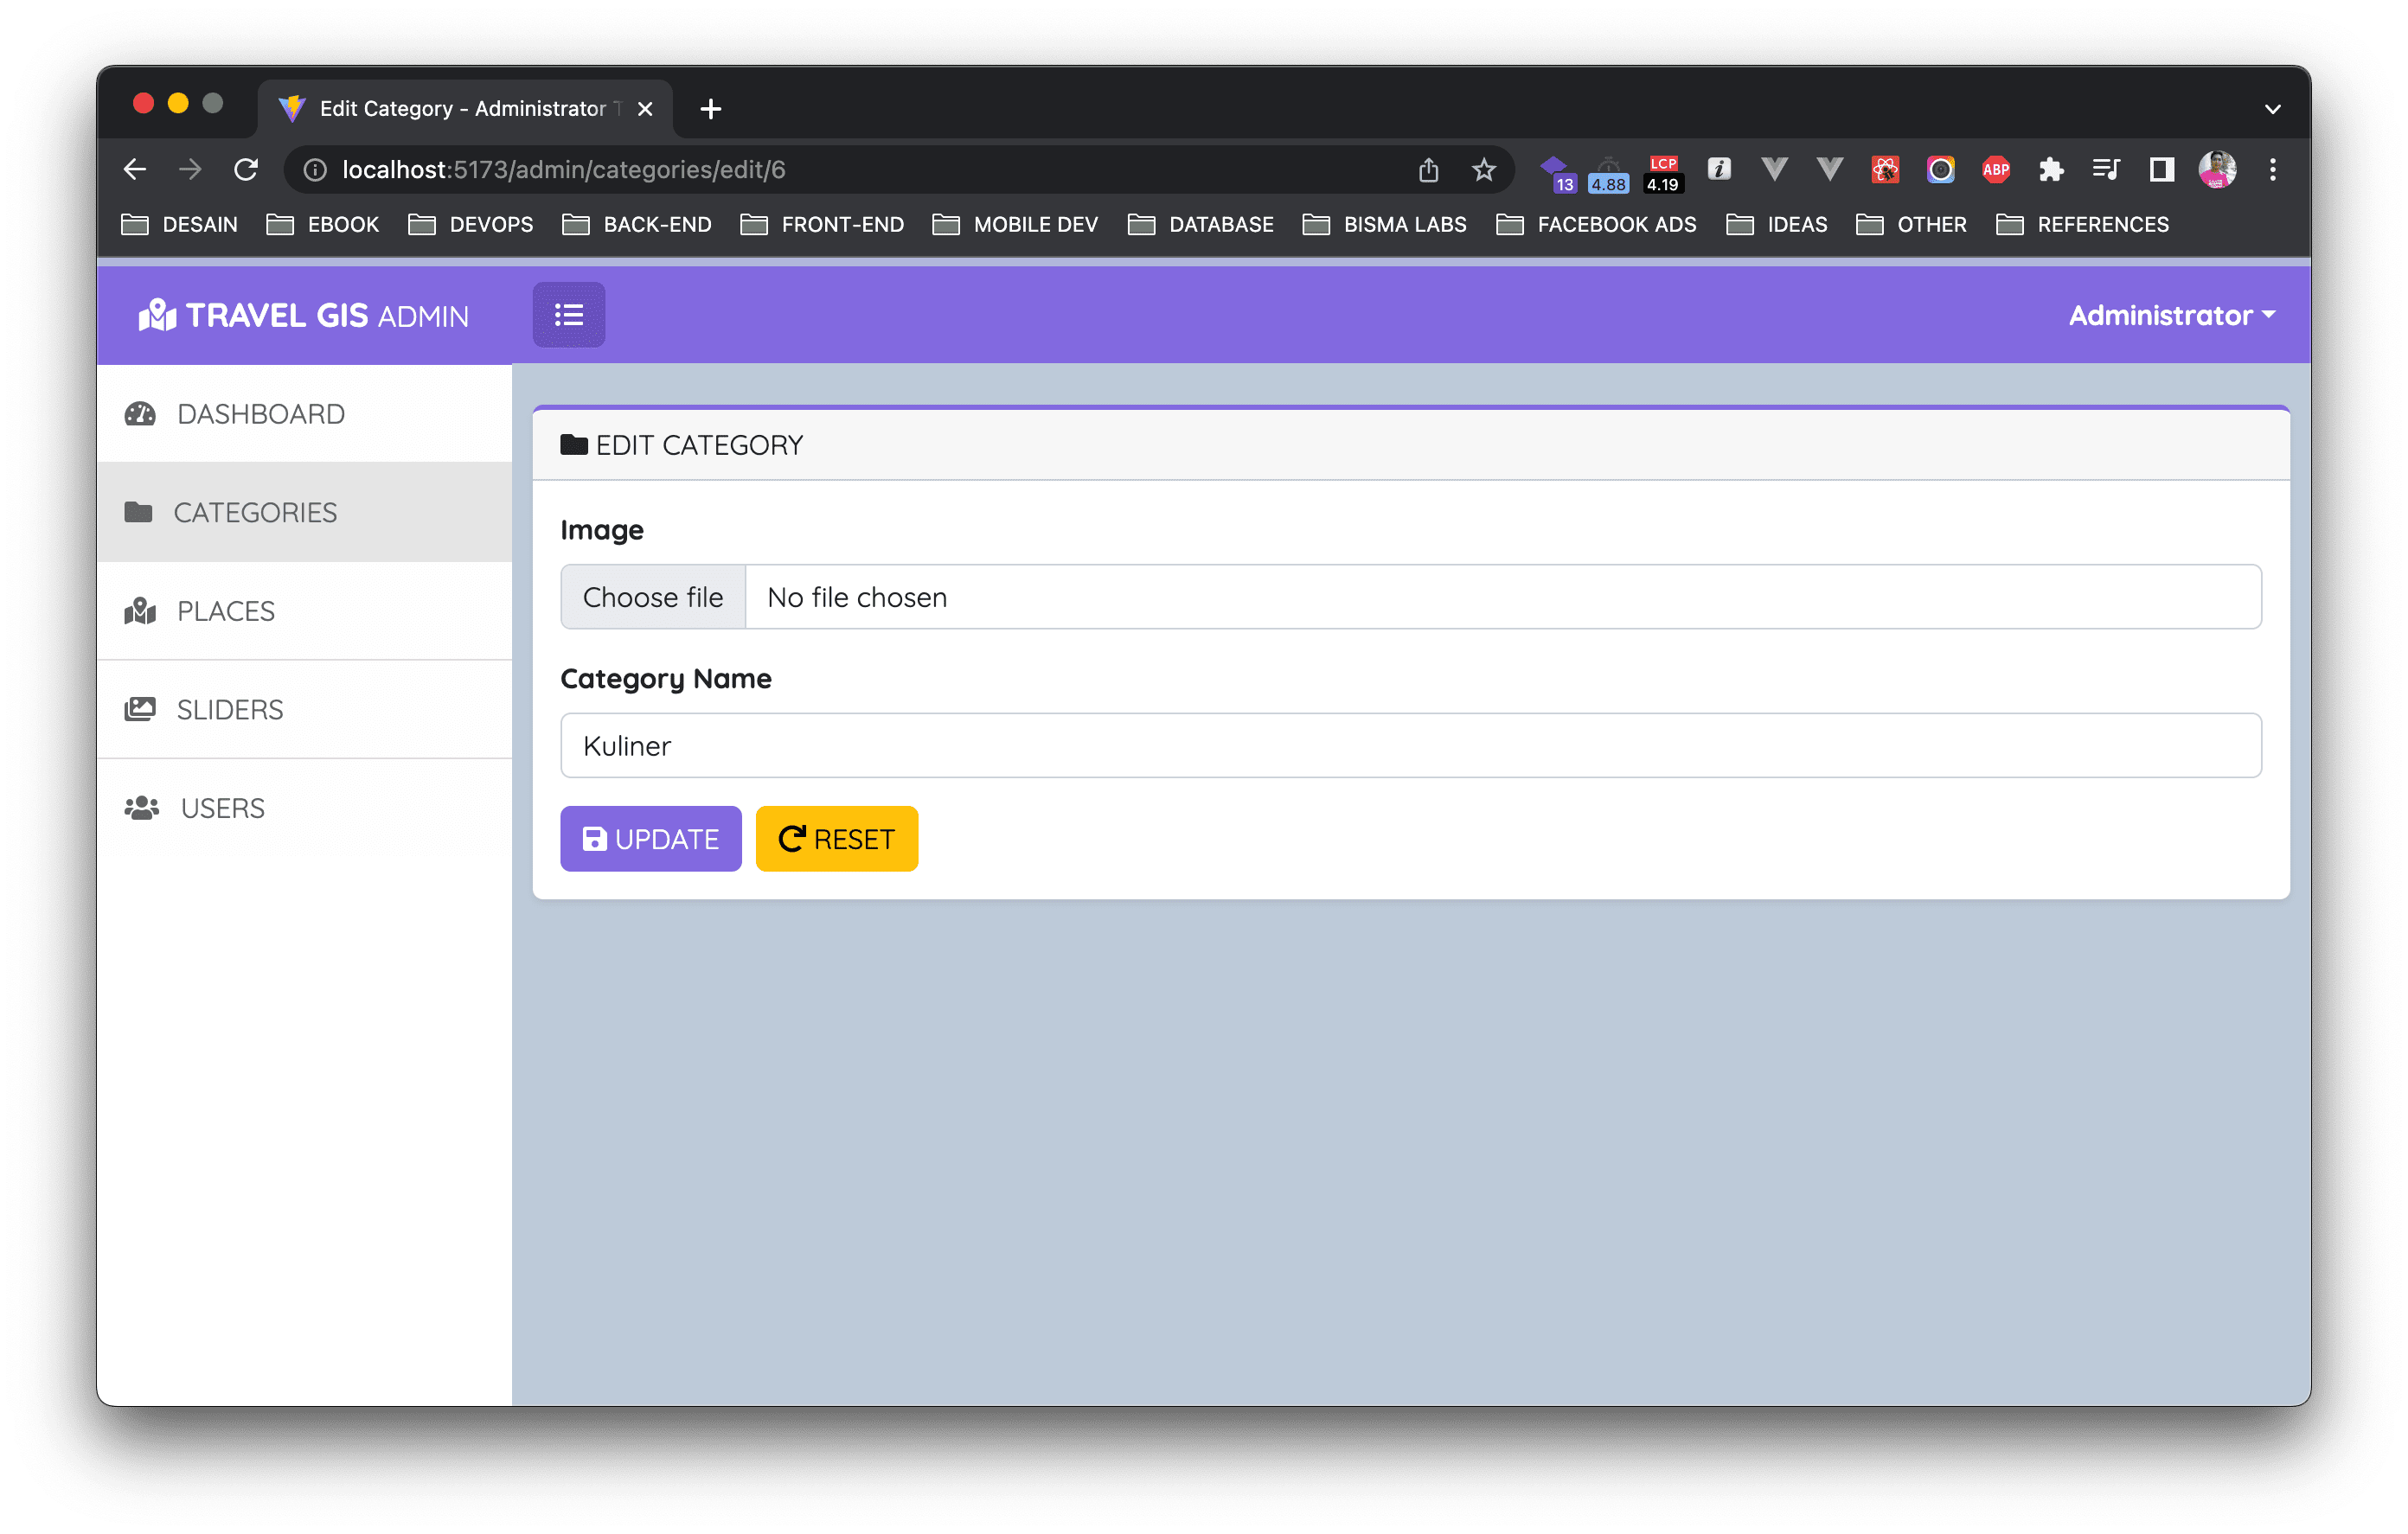 Edit Category - Administrator T
localhost:5173/admin/categories/edit/6
13
4.88
LCP
4.19
ABP
DESAIN EBOOK DEVOPS BACK-END FRONT-END MOBILE DEV DATABASE BISMA LABS FACEBOOK ADS IDEAS OTHER REFERENCES
TRAVEL GIS ADMIN
Administrator
DASHBOARD
CATEGORIES
PLACES
SLIDERS
USERS
EDIT CATEGORY
Image
Choose file No file chosen
Category Name
Kuliner
UPDATE RESET